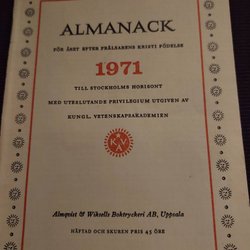 ALMANACK
FÖR ÅRET EFTER FRÄLSARENS KRISTI FÖDELSE
1971
TILL STOCKHOLMS HORISONT
MED UTESLUTANDE PRIVILEGIUM UTGIVEN AV
KUNGL. VETENSKAPSAKADEMIEN
Almqvist & Wiksells Boktryckeri AB, Uppsala
HÄFTAD OCH SKUREN PRIS 45 ÖRE